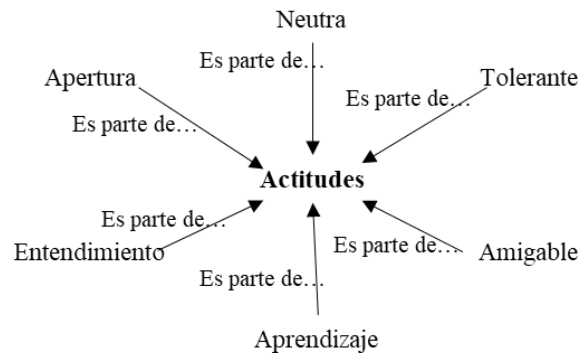 Neutra
Es parte de…
Apertura
Tolerante
Es parte de…
Es parte de…
Actitudes
Es parte de…
Entendimiento
Es parte de…
Amigable
Es parte de…
Aprendizaje